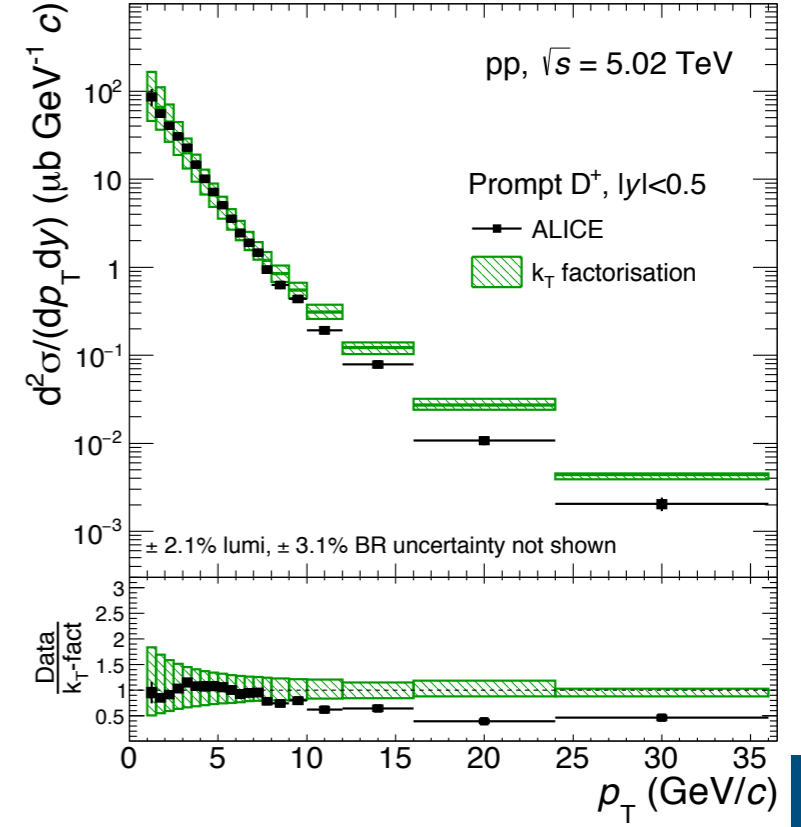 pp, √s = 5.02 TeV
Prompt D⁺, |y|<0.5
ALICE
k_T factorisation
d²σ/(dp_T dy) (μb GeV⁻¹ c)
10²
10
1
10⁻¹
10⁻²
10⁻³
± 2.1% lumi, ± 3.1% BR uncertainty not shown
Data
k_T-fact
3
2.5
2
1.5
1
0.5
0 5 10 15 20 25 30 35
p_T (GeV/c)